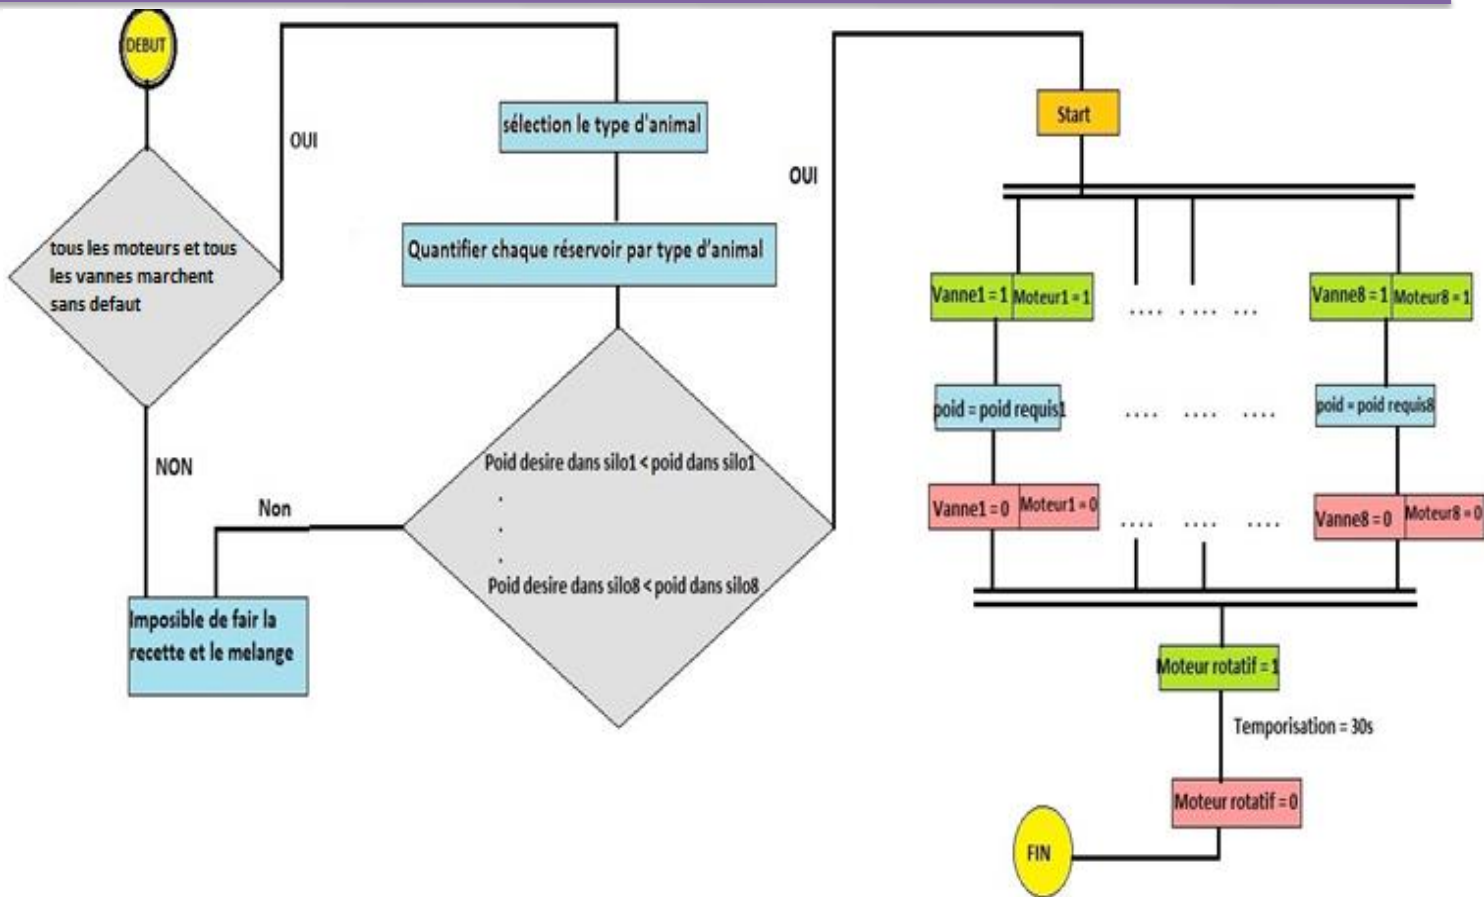 DEBUT
OUI
tous les moteurs et tous
les vannes marchent
sans defaut
NON
Imposible de fair la
recette et le melange
sélection le type d'animal
Quantifier chaque réservoir par type d'animal
Poid desire dans silo1 < poid dans silo1
.
.
.
Poid desire dans silo8 < poid dans silo8
Non
OUI
Start
Vanne1 = 1 Moteur1 = 1 .... . ... ... Vanne8 = 1 Moteur8 = 1
poid = poid requis1 .... .... .... poid = poid requis8
Vanne1 = 0 Moteur1 = 0 .... .... .... Vanne8 = 0 Moteur8 = 0
Moteur rotatif = 1
Temporisation = 30s
Moteur rotatif = 0
FIN